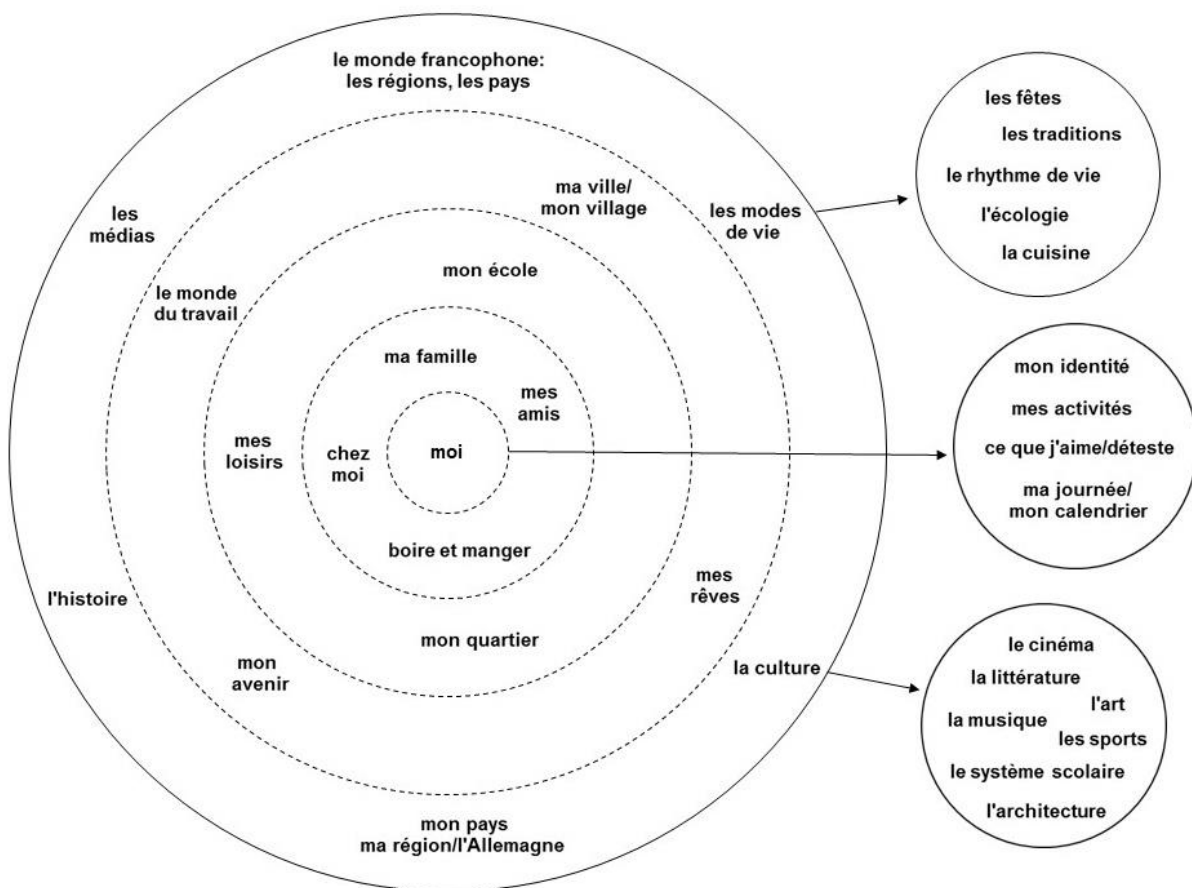 le monde francophone:
les régions, les pays
les
médias
ma ville/
mon village
les modes
de vie
le monde
du travail
mon école
ma famille
mes
amis
mes
loisirs
chez
moi
moi
boire et manger
mes
rêves
l'histoire
mon quartier
mon
avenir
la culture
mon pays
ma région/l'Allemagne
les fêtes
les traditions
le rhythme de vie
l'écologie
la cuisine
mon identité
mes activités
ce que j'aime/déteste
ma journée/
mon calendrier
le cinéma
la littérature
l'art
la musique
les sports
le système scolaire
l'architecture